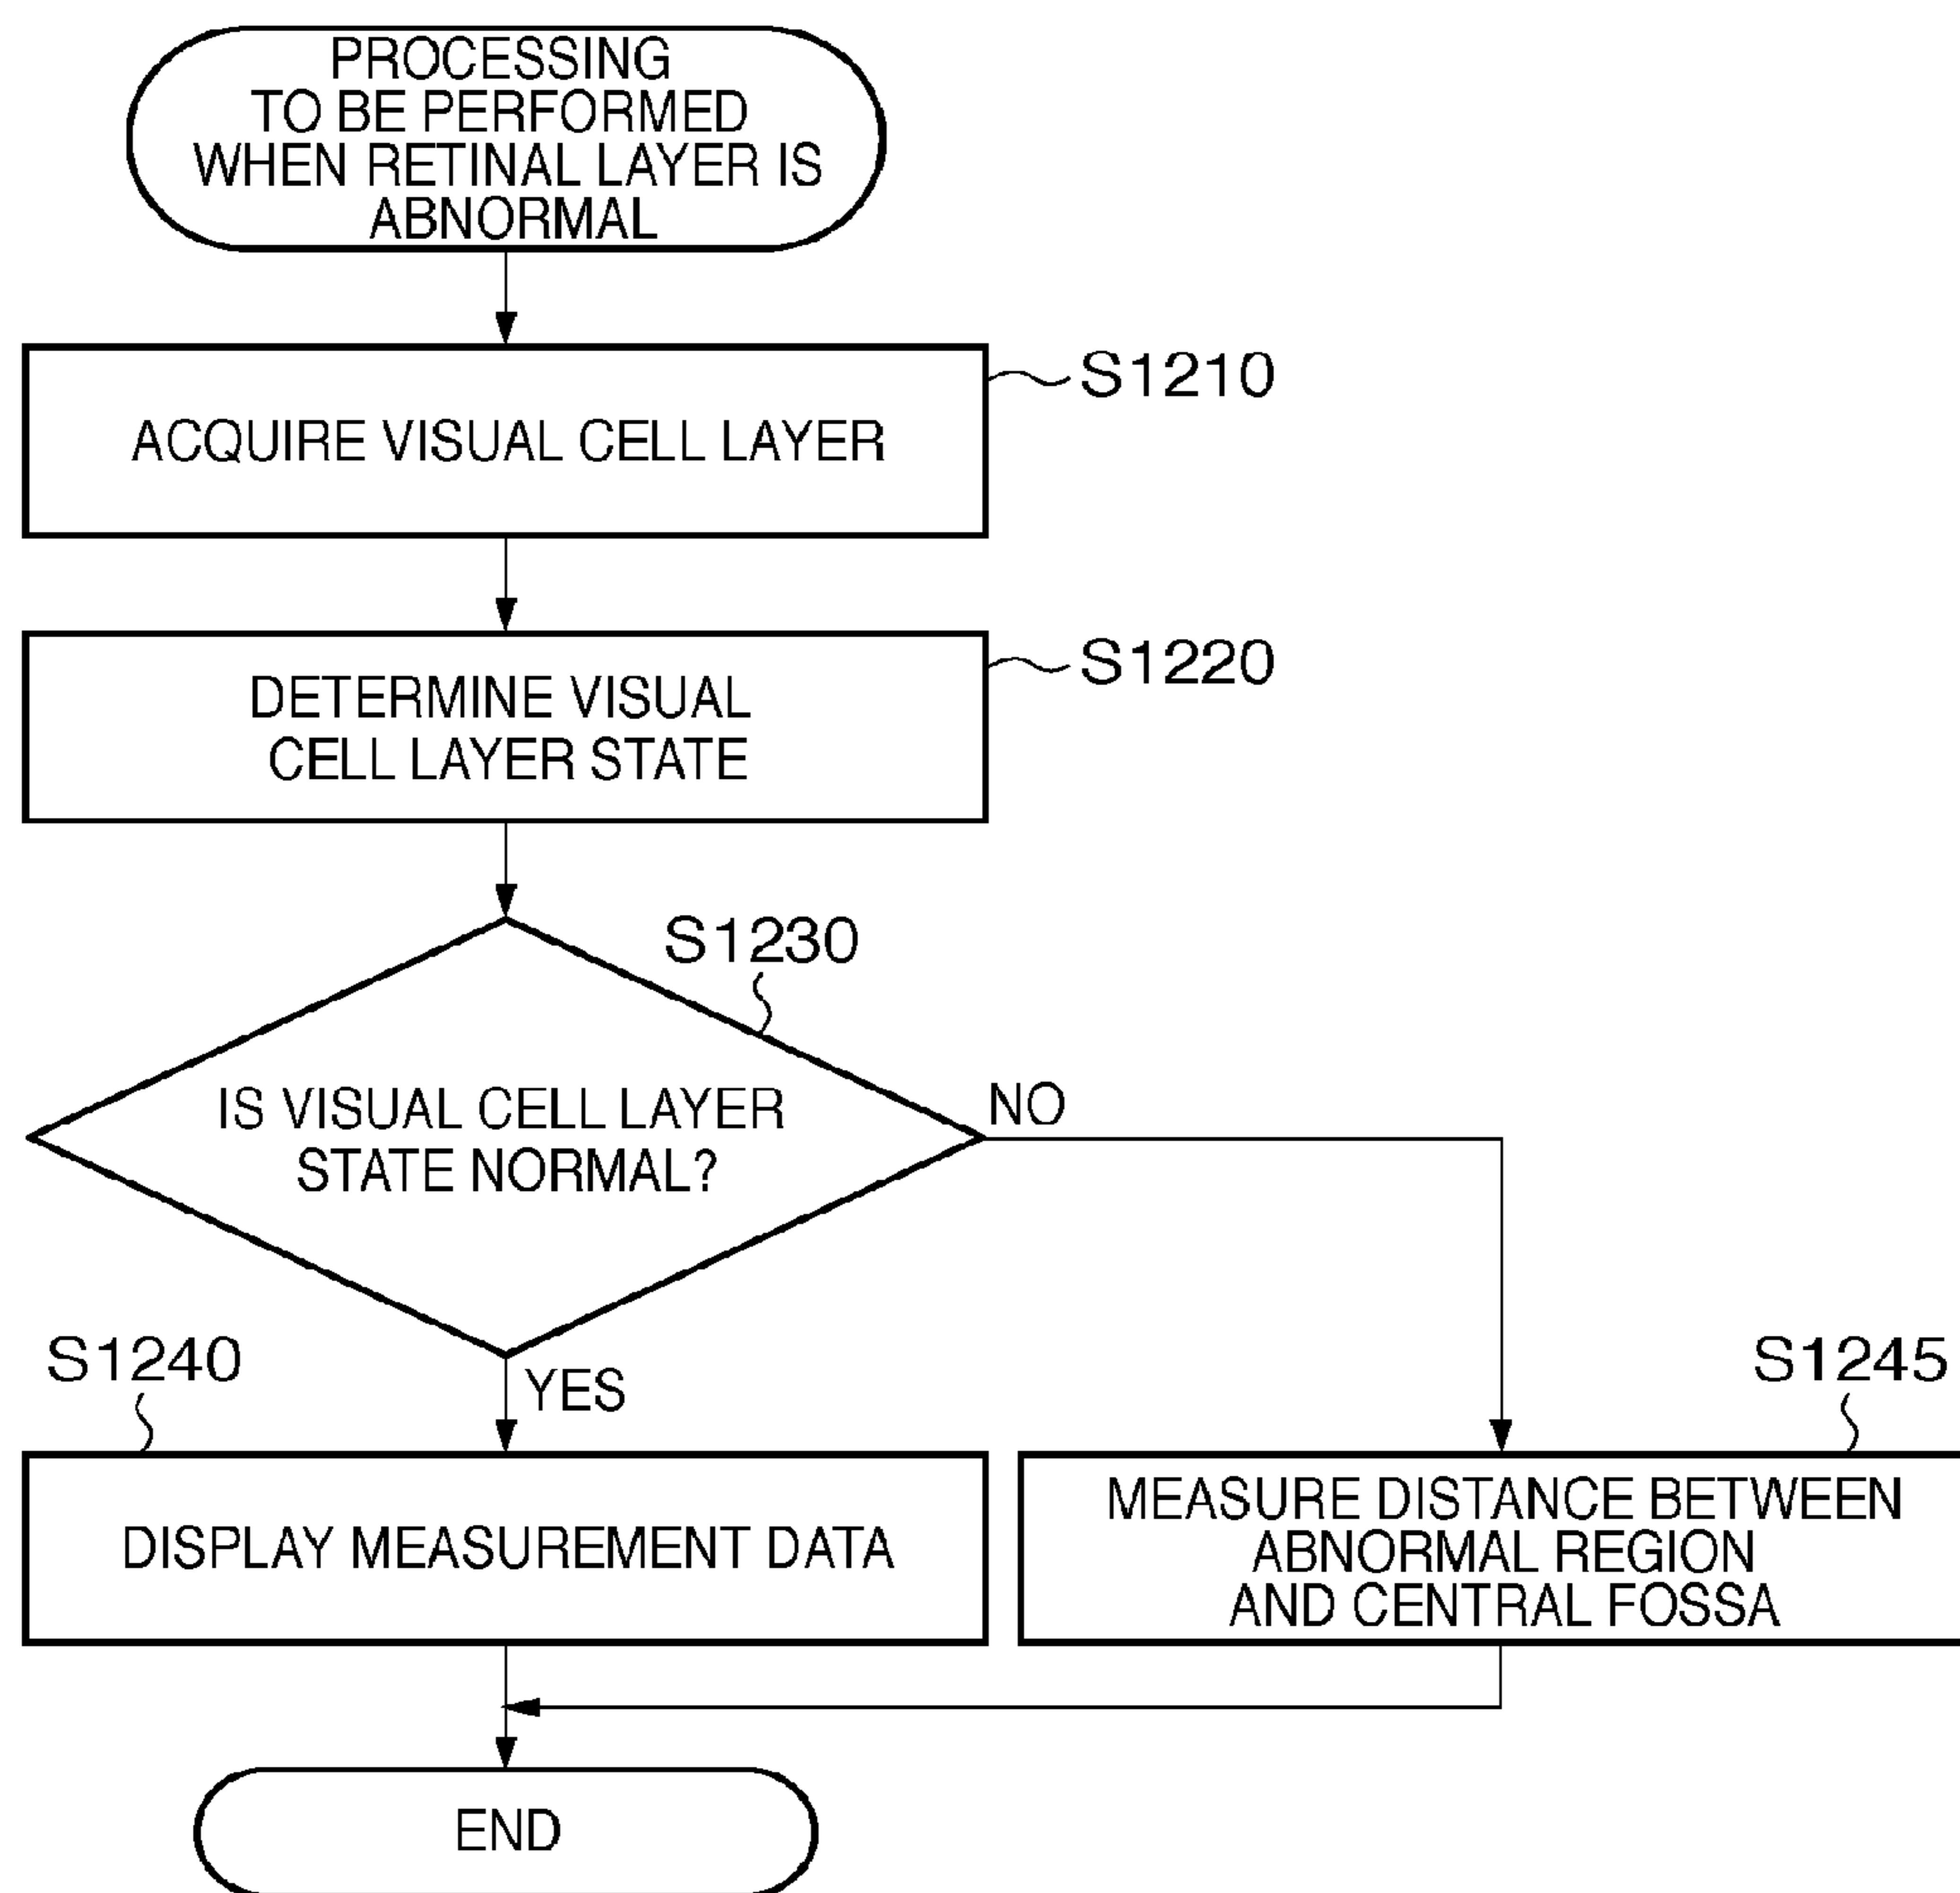 PROCESSING
TO BE PERFORMED
WHEN RETINAL LAYER IS
ABNORMAL
S1210
ACQUIRE VISUAL CELL LAYER
S1220
DETERMINE VISUAL
CELL LAYER STATE
S1230
IS VISUAL CELL LAYER
STATE NORMAL?
NO
YES
S1240
DISPLAY MEASUREMENT DATA
S1245
MEASURE DISTANCE BETWEEN
ABNORMAL REGION
AND CENTRAL FOSSA
END